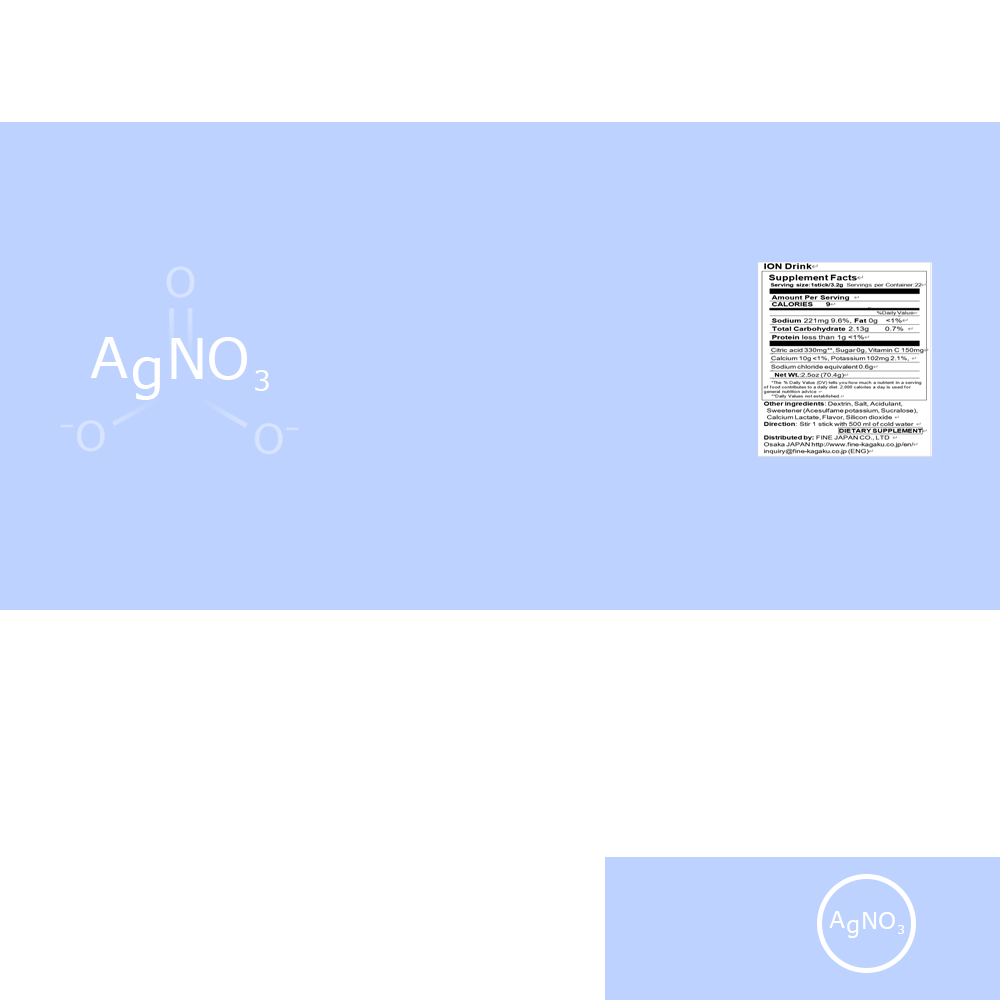 O
AgNO3
−O
O−
ION Drink↵
Supplement Facts↵
Serving size:1stick/3.2g Servings per Container:22↵
Amount Per Serving ↵
CALORIES 9↵
%Daily Value↵
Sodium 221mg 9.6%, Fat 0g <1%↵
Total Carbohydrate 2.13g 0.7% ↵
Protein less than 1g <1%↵
Citric acid 330mg**, Sugar 0g, Vitamin C 150mg↵
Calcium 10g <1%, Potassium 102mg 2.1%, ↵
Sodium chloride equivalent 0.6g↵
Net Wt.:2.5oz (70.4g)↵
*The % Daily Value (DV) tells you how much a nutrient in a serving
of food contributes to a daily diet. 2,000 calories a day is used for
general nutrition advice. ↵
**Daily Values not established.↵
Other ingredients: Dextrin, Salt, Acidulant,
Sweetener (Acesulfame potassium, Sucralose),
Calcium Lactate, Flavor, Silicon dioxide ↵
Direction: Stir 1 stick with 500 ml of cold water ↵
DIETARY SUPPLEMENT↵
Distributed by: FINE JAPAN CO., LTD ↵
Osaka JAPAN http://www.fine-kagaku.co.jp/en/↵
inquiry@fine-kagaku.co.jp (ENG)↵
AgNO3